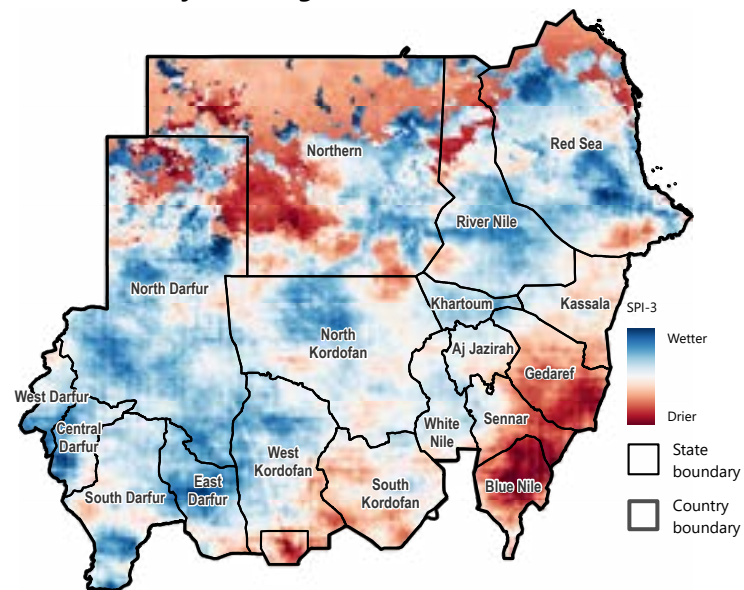 Northern
Red Sea
River Nile
North Darfur
Khartoum
Kassala
SPI-3
Wetter
North
Kordofan
Aj Jazirah
Gedaref
West Darfur
Drier
Central
Darfur
White
Nile
Sennar
West
Kordofan
State
boundary
South Darfur
East
Darfur
South
Kordofan
Blue Nile
Country
boundary